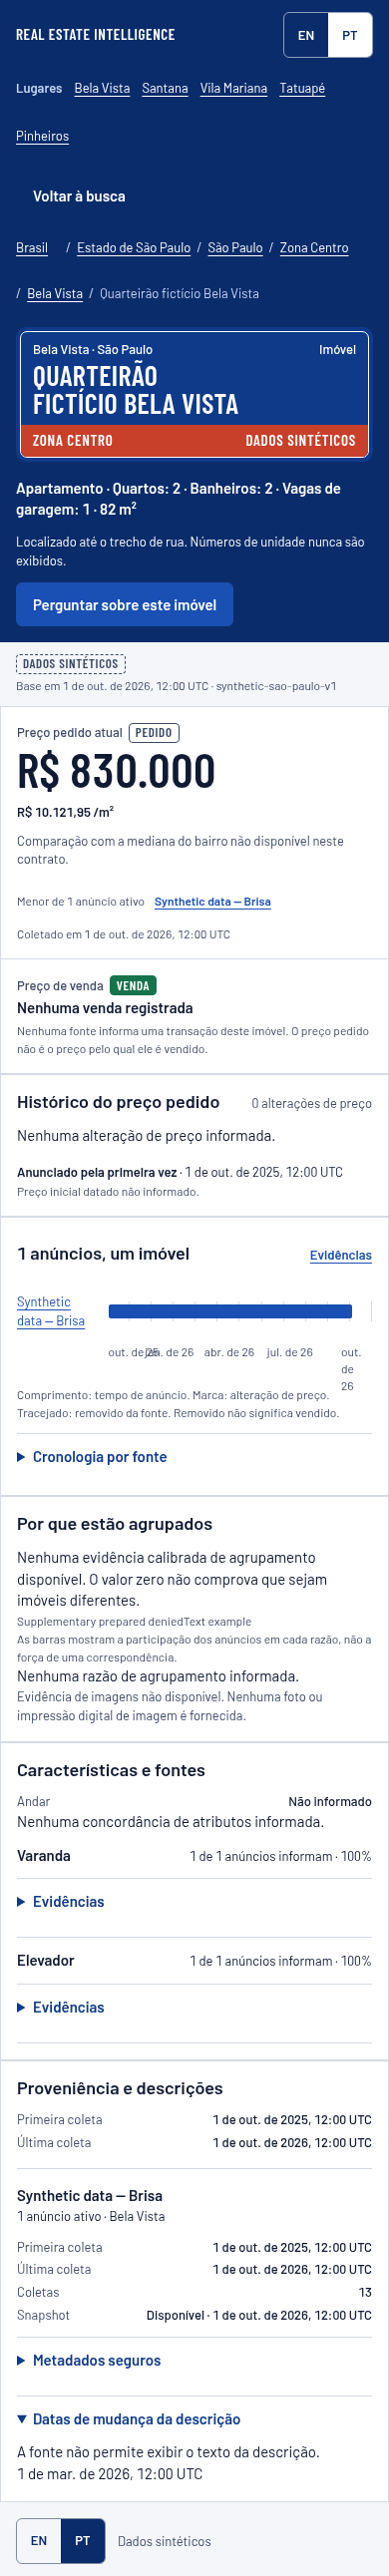 REAL ESTATE INTELLIGENCE
EN PT
Lugares Bela Vista Santana Vila Mariana Tatuapé
Pinheiros
Voltar à busca
Brasil / Estado de São Paulo / São Paulo / Zona Centro
/ Bela Vista / Quarteirão fictício Bela Vista
Bela Vista · São Paulo Imóvel
QUARTEIRÃO
FICTÍCIO BELA VISTA
ZONA CENTRO DADOS SINTÉTICOS
Apartamento · Quartos: 2 · Banheiros: 2 · Vagas de
garagem: 1 · 82 m²
Localizado até o trecho de rua. Números de unidade nunca são
exibidos.
Perguntar sobre este imóvel
DADOS SINTÉTICOS
Base em 1 de out. de 2026, 12:00 UTC · synthetic-sao-paulo-v1
Preço pedido atual PEDIDO
R$ 830.000
R$ 10.121,95 /m²
Comparação com a mediana do bairro não disponível neste
contrato.
Menor de 1 anúncio ativo Synthetic data — Brisa
Coletado em 1 de out. de 2026, 12:00 UTC
Preço de venda VENDA
Nenhuma venda registrada
Nenhuma fonte informa uma transação deste imóvel. O preço pedido
não é o preço pelo qual ele é vendido.
Histórico do preço pedido 0 alterações de preço
Nenhuma alteração de preço informada.
Anunciado pela primeira vez · 1 de out. de 2025, 12:00 UTC
Preço inicial datado não informado.
1 anúncios, um imóvel Evidências
Synthetic
data — Brisa
out. de 25 jan. de 26 abr. de 26 jul. de 26 out.
de
26
Comprimento: tempo de anúncio. Marca: alteração de preço.
Tracejado: removido da fonte. Removido não significa vendido.
Cronologia por fonte
Por que estão agrupados
Nenhuma evidência calibrada de agrupamento
disponível. O valor zero não comprova que sejam
imóveis diferentes.
Supplementary prepared deniedText example
As barras mostram a participação dos anúncios em cada razão, não a
força de uma correspondência.
Nenhuma razão de agrupamento informada.
Evidência de imagens não disponível. Nenhuma foto ou
impressão digital de imagem é fornecida.
Características e fontes
Andar Não informado
Nenhuma concordância de atributos informada.
Varanda 1 de 1 anúncios informam · 100%
Evidências
Elevador 1 de 1 anúncios informam · 100%
Evidências
Proveniência e descrições
Primeira coleta 1 de out. de 2025, 12:00 UTC
Última coleta 1 de out. de 2026, 12:00 UTC
Synthetic data — Brisa
1 anúncio ativo · Bela Vista
Primeira coleta 1 de out. de 2025, 12:00 UTC
Última coleta 1 de out. de 2026, 12:00 UTC
Coletas 13
Snapshot Disponível · 1 de out. de 2026, 12:00 UTC
Metadados seguros
Datas de mudança da descrição
A fonte não permite exibir o texto da descrição.
1 de mar. de 2026, 12:00 UTC
EN PT Dados sintéticos